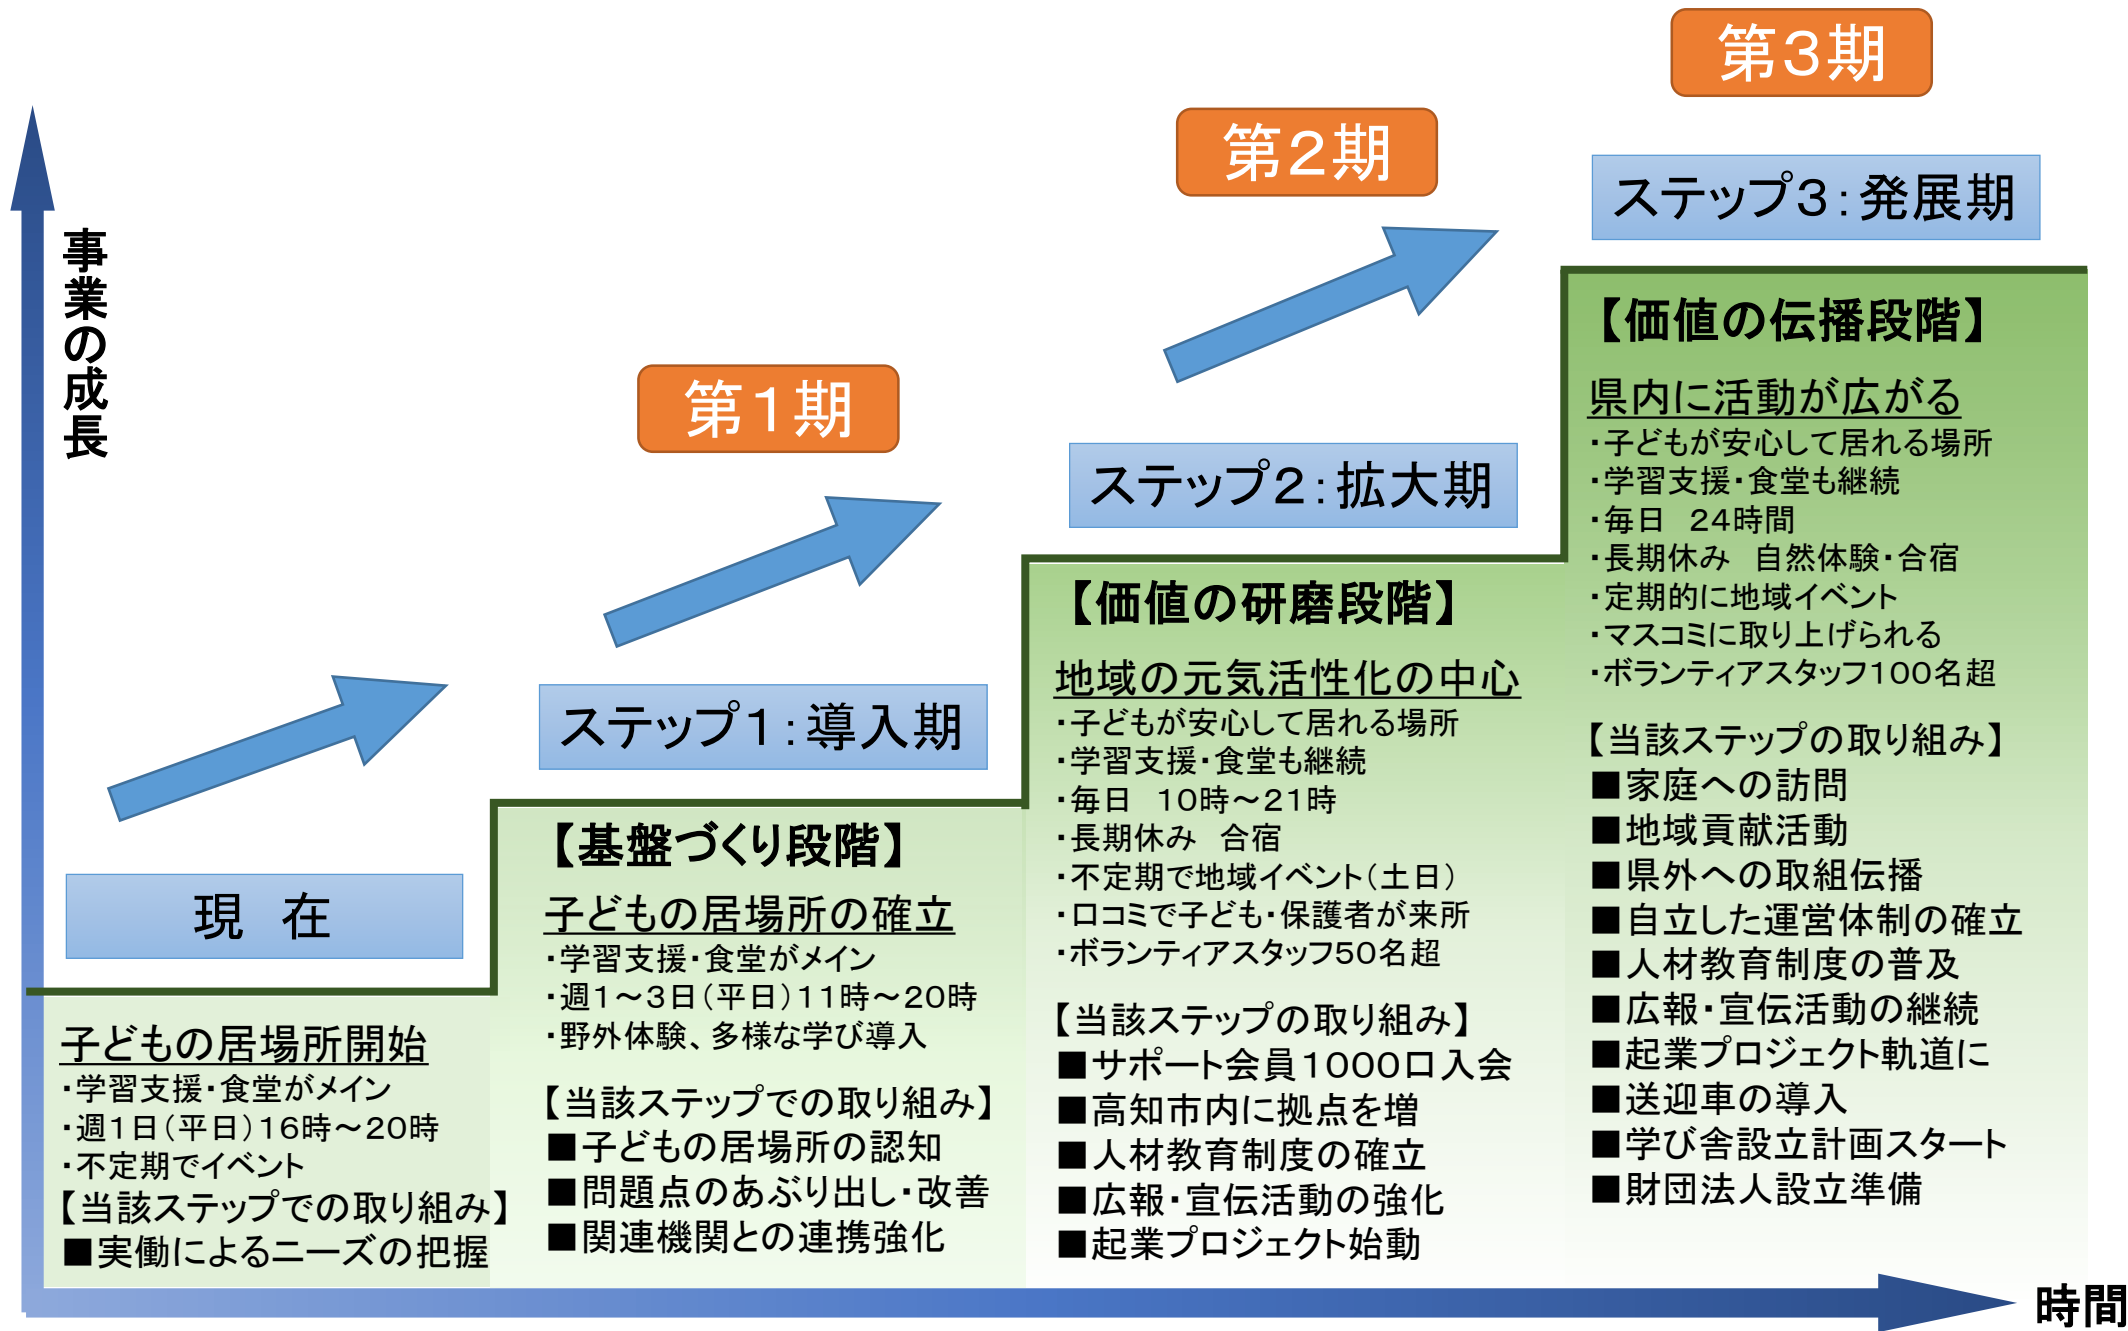 事業の成長
現　在
子どもの居場所開始
・学習支援・食堂がメイン
・週1日（平日）16時～20時
・不定期でイベント
【当該ステップでの取り組み】
■実働によるニーズの把握
第1期
ステップ1：導入期
【基盤づくり段階】
子どもの居場所の確立
・学習支援・食堂がメイン
・週1～3日（平日）11時～20時
・野外体験、多様な学び導入
【当該ステップでの取り組み】
■子どもの居場所の認知
■問題点のあぶり出し・改善
■関連機関との連携強化
第2期
ステップ2：拡大期
【価値の研磨段階】
地域の元気活性化の中心
・子どもが安心して居れる場所
・学習支援・食堂も継続
・毎日　10時～21時
・長期休み　合宿
・不定期で地域イベント（土日）
・口コミで子ども・保護者が来所
・ボランティアスタッフ50名超
【当該ステップの取り組み】
■サポート会員1000口入会
■高知市内に拠点を増
■人材教育制度の確立
■広報・宣伝活動の強化
■起業プロジェクト始動
第3期
ステップ3：発展期
【価値の伝播段階】
県内に活動が広がる
・子どもが安心して居れる場所
・学習支援・食堂も継続
・毎日　24時間
・長期休み　自然体験・合宿
・定期的に地域イベント
・マスコミに取り上げられる
・ボランティアスタッフ100名超
【当該ステップの取り組み】
■家庭への訪問
■地域貢献活動
■県外への取組伝播
■自立した運営体制の確立
■人材教育制度の普及
■広報・宣伝活動の継続
■起業プロジェクト軌道に
■送迎車の導入
■学び舎設立計画スタート
■財団法人設立準備
時間